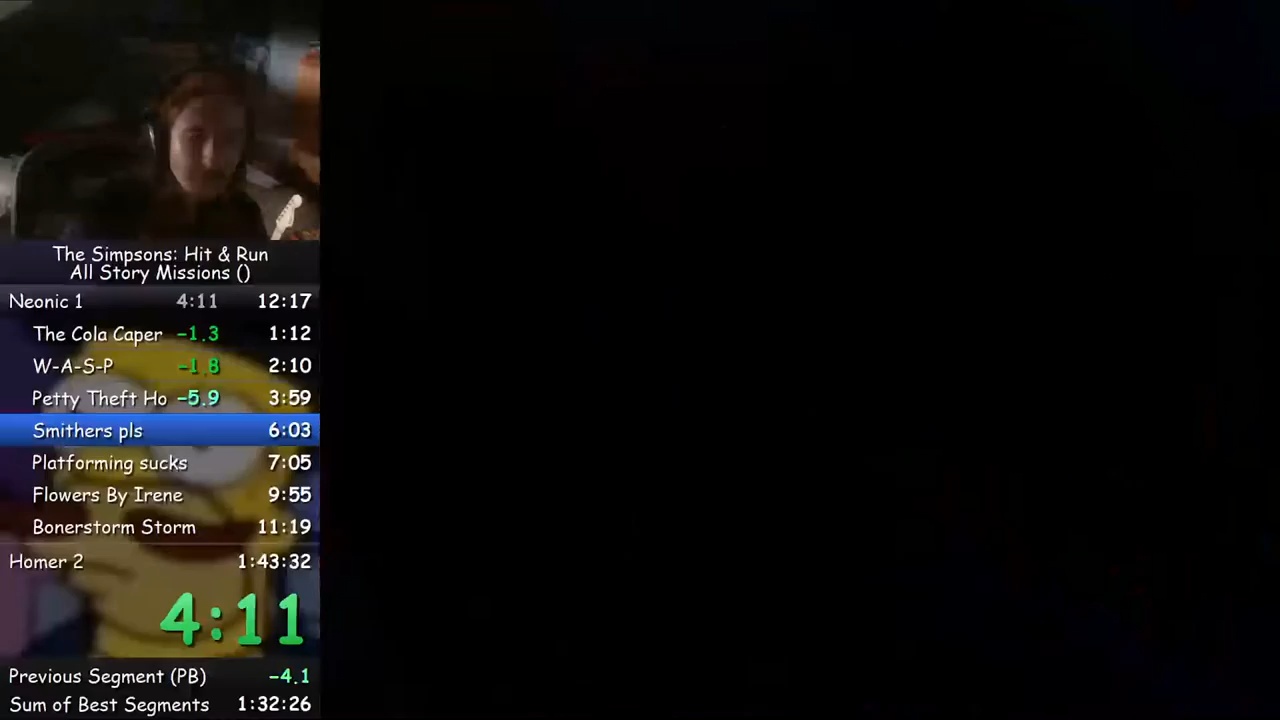 The Simpsons: Hit & Run
All Story Missions ()
Neonic 1 4:11 12:17
The Cola Caper -1.3 1:12
W-A-S-P -1.8 2:10
Petty Theft Ho -5.9 3:59
Smithers pls 6:03
Platforming sucks 7:05
Flowers By Irene 9:55
Bonerstorm Storm 11:19
Homer 2 1:43:32
4:11
Previous Segment (PB) -4.1
Sum of Best Segments 1:32:26